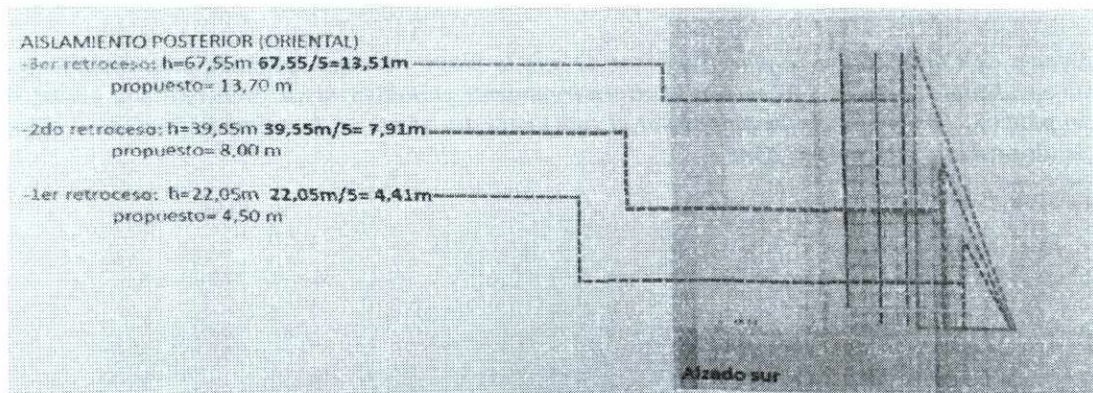 AISLAMIENTO POSTERIOR (ORIENTAL)
-3er retroceso: h=67,55m 67,55/5=13,51m
propuesto= 13,70 m
-2do retroceso: h=39,55m 39,55m/5= 7,91m
propuesto= 8,00 m
-1er retroceso: h=22,05m 22,05m/5= 4,41m
propuesto= 4,50 m
Alzado sur